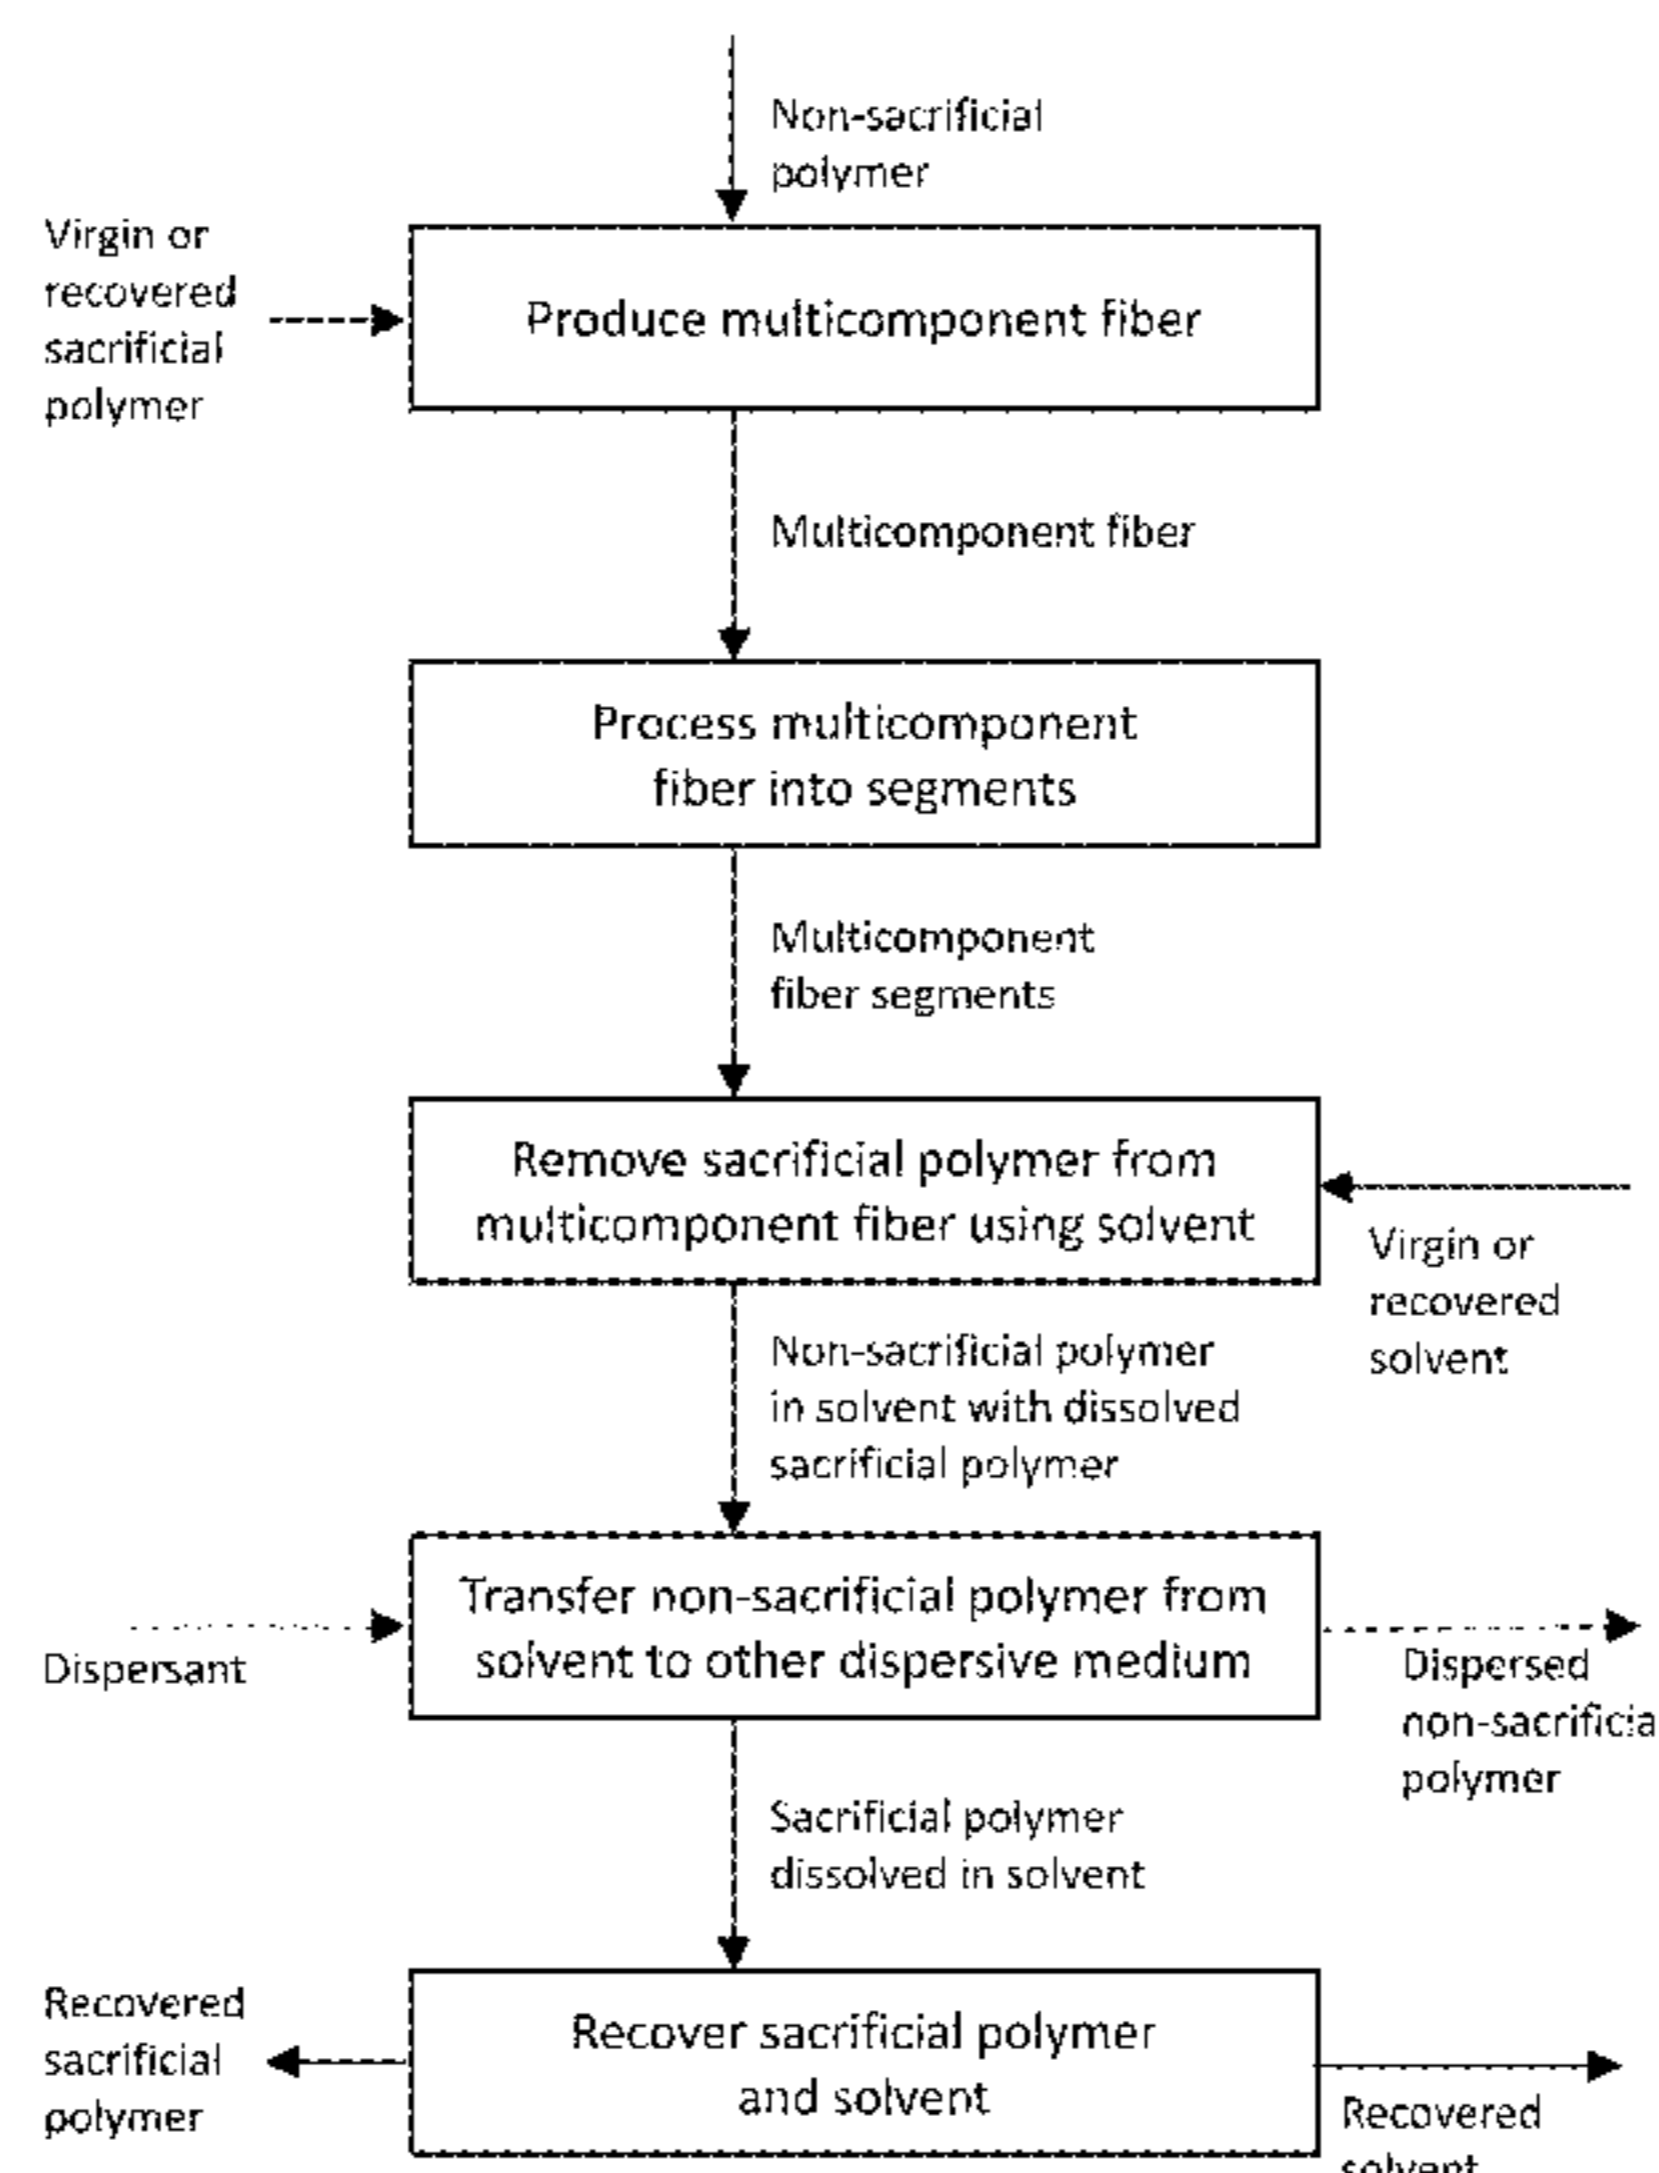 Non-sacrificial
polymer
Virgin or
recovered
sacrificial
polymer
Produce multicomponent fiber
Multicomponent fiber
Process multicomponent
fiber into segments
Multicomponent
fiber segments
Remove sacrificial polymer from
multicomponent fiber using solvent
Virgin or
recovered
solvent
Non-sacrificial polymer
in solvent with dissolved
sacrificial polymer
Transfer non-sacrificial polymer from
solvent to other dispersive medium
Dispersant
Dispersed
non-sacrificia
polymer
Sacrificial polymer
dissolved in solvent
Recovered
sacrificial
polymer
Recover sacrificial polymer
and solvent
Recovered
solvent